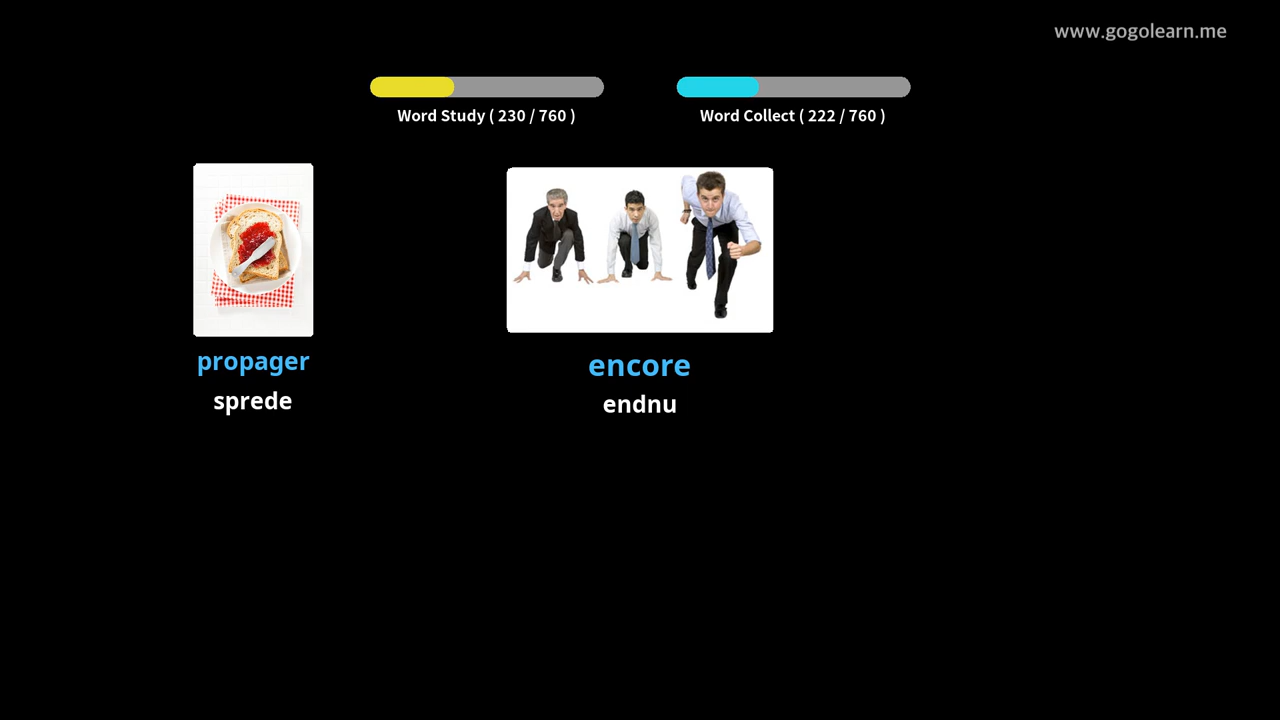 www.gogolearn.me
Word Study ( 230 / 760 )
Word Collect ( 222 / 760 )
propager
sprede
encore
endnu